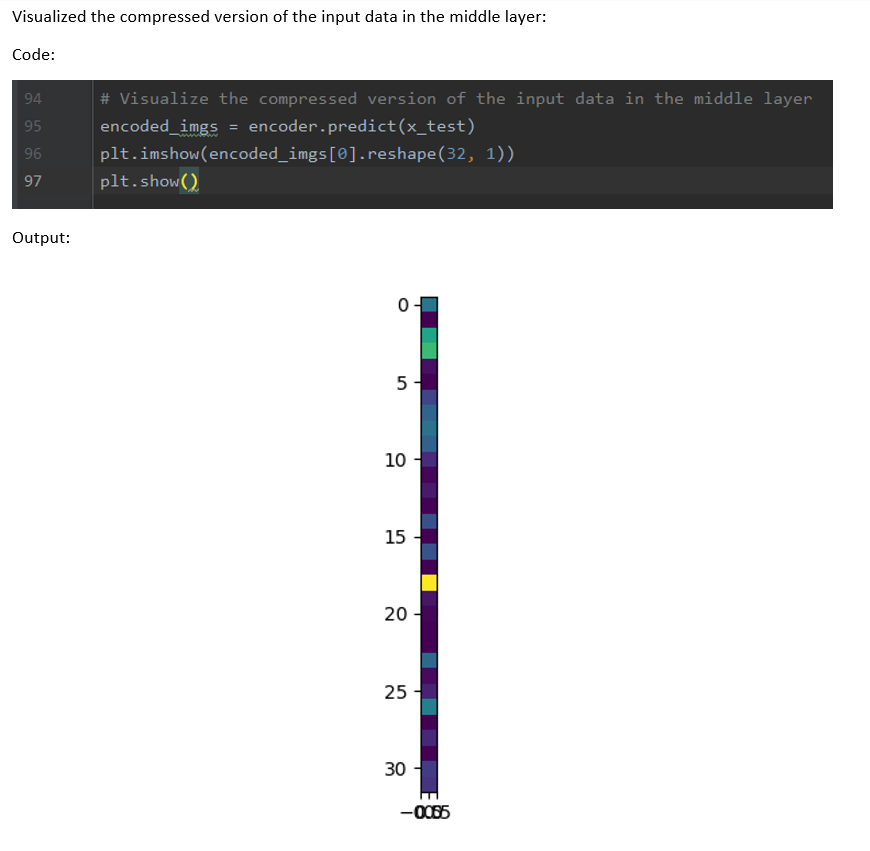 Visualized the compressed version of the input data in the middle layer:
Code:
94 # Visualize the compressed version of the input data in the middle layer
95 encoded_imgs = encoder.predict(x_test)
96 plt.imshow(encoded_imgs[0].reshape(32, 1))
97 plt.show()
Output:
0
5
10
15
20
25
30